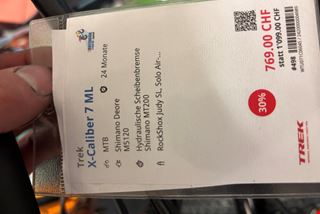 Trek
X-Caliber 7 ML
MTB
24 Monate
Shimano Deore
M5120
Hydraulische Scheibenbremse
Shimano MT200
RockShox Judy SL, Solo Air-...
30%
769.00 CHF
statt 1'099.00 CHF
#498
TREK